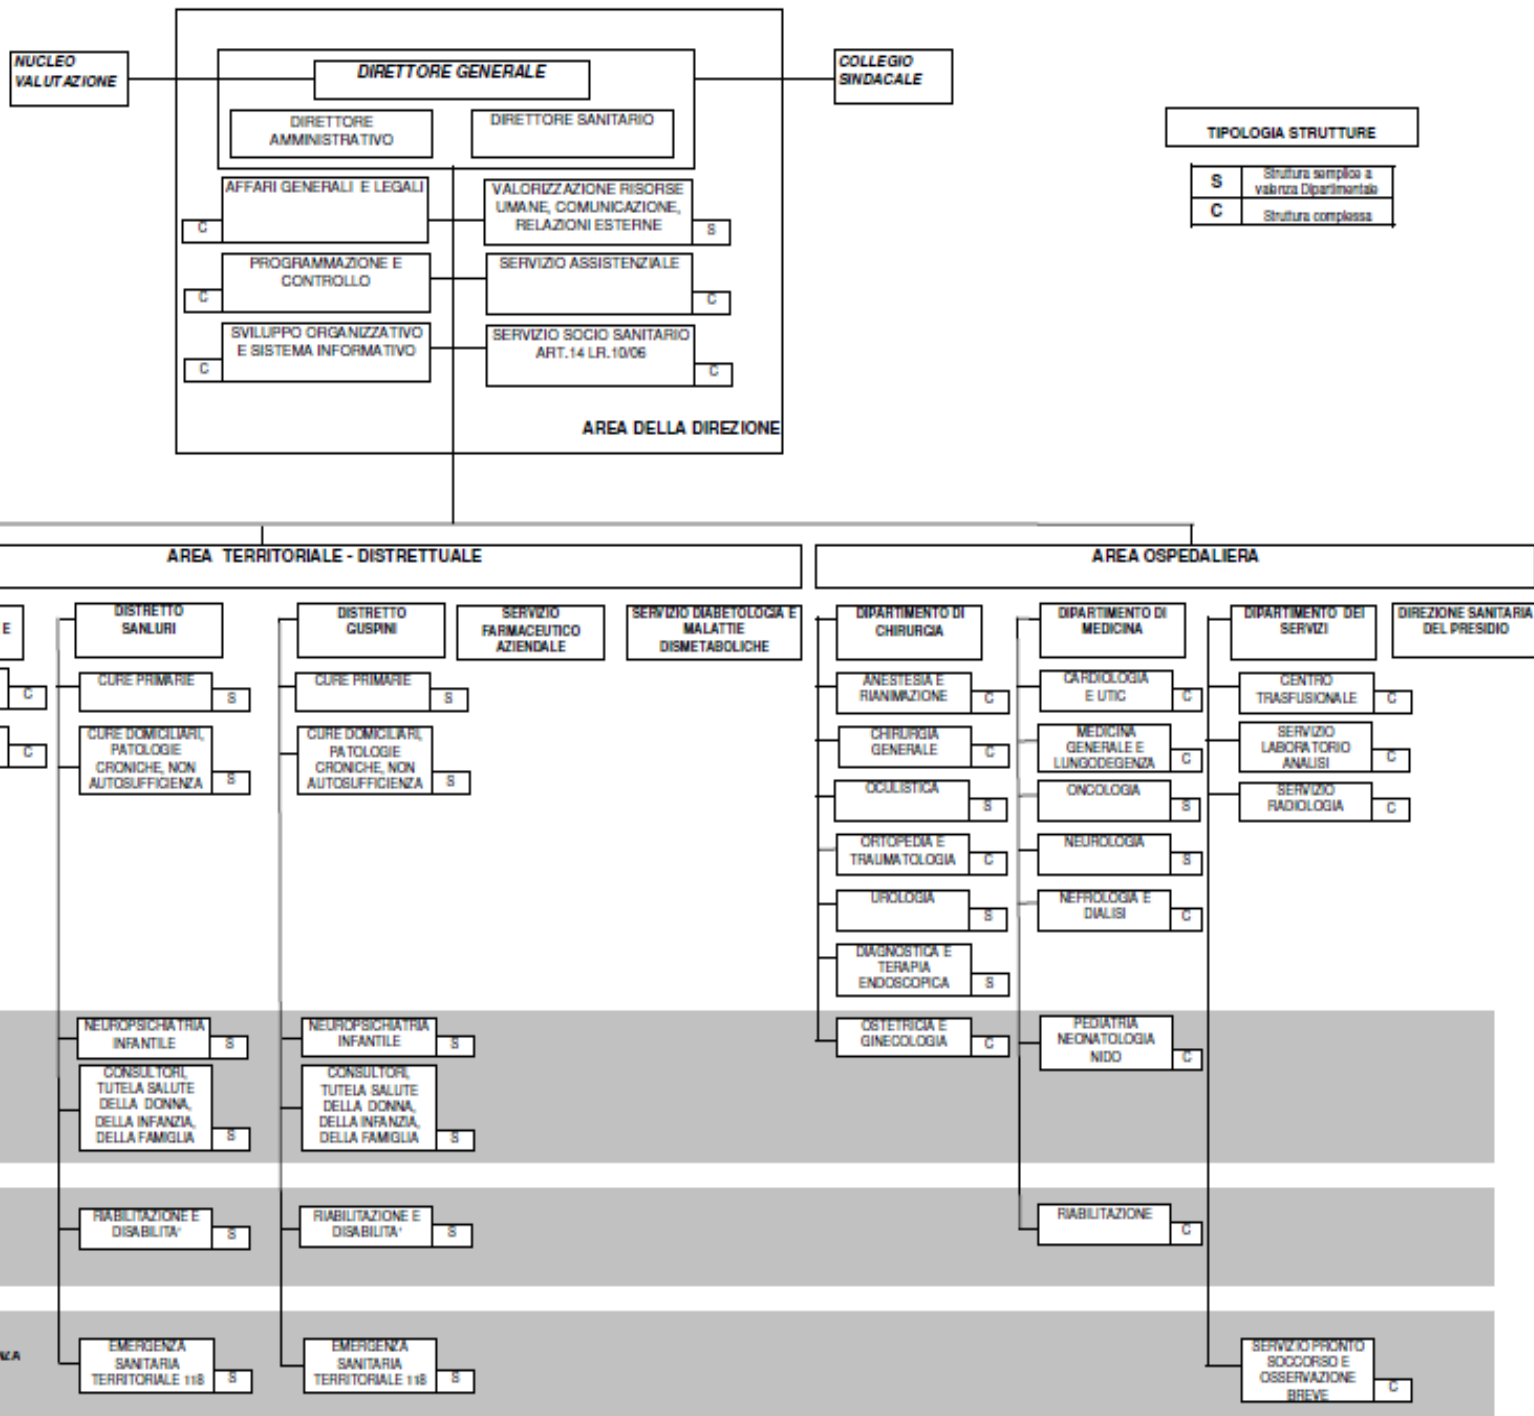 NUCLEO
VALUTAZIONE
DIRETTORE GENERALE
COLLEGIO
SINDACALE
DIRETTORE
AMMINISTRATIVO
DIRETTORE SANITARIO
TIPOLOGIA STRUTTURE
S
Struttura semplice a
valenza Dipartimentale
C
Struttura complessa
AFFARI GENERALI E LEGALI
C
VALORIZZAZIONE RISORSE
UMANE, COMUNICAZIONE,
RELAZIONI ESTERNE
S
PROGRAMMAZIONE E
CONTROLLO
C
SERVIZIO ASSISTENZIALE
C
SVILUPPO ORGANIZZATIVO
E SISTEMA INFORMATIVO
C
SERVIZIO SOCIO SANITARIO
ART.14 LR.10/06
C
AREA DELLA DIREZIONE
AREA TERRITORIALE - DISTRETTUALE
AREA OSPEDALIERA
E
C
C
DISTRETTO
SANLURI
CURE PRIMARIE
S
CURE DOMICILIARI,
PATOLOGIE
CRONICHE, NON
AUTOSUFFICIENZA
S
DISTRETTO
GUSPINI
CURE PRIMARIE
S
CURE DOMICILIARI,
PATOLOGIE
CRONICHE, NON
AUTOSUFFICIENZA
S
SERVIZIO
FARMACEUTICO
AZIENDALE
SERVIZIO DIABETOLOGIA E
MALATTIE
DISMETABOLICHE
DIPARTIMENTO DI
CHIRURGIA
ANESTESIA E
RIANIMAZIONE
C
CHIRURGIA
GENERALE
C
OCULISTICA
S
ORTOPEDIA E
TRAUMATOLOGIA
C
UROLOGIA
S
DIAGNOSTICA E
TERAPIA
ENDOSCOPICA
S
DIPARTIMENTO DI
MEDICINA
CARDIOLOGIA
E UTIC
C
MEDICINA
GENERALE E
LUNGODEGENZA
C
ONCOLOGIA
S
NEUROLOGIA
S
NEFROLOGIA E
DIALISI
C
DIPARTIMENTO DEI
SERVIZI
CENTRO
TRASFUSIONALE
C
SERVIZIO
LABORATORIO
ANALISI
C
SERVIZIO
RADIOLOGIA
C
DIREZIONE SANITARIA
DEL PRESIDIO
NEUROPSICHIATRIA
INFANTILE
S
NEUROPSICHIATRIA
INFANTILE
S
OSTETRICIA E
GINECOLOGIA
C
PEDIATRIA
NEONATOLOGIA
NIDO
C
CONSULTORI,
TUTELA SALUTE
DELLA DONNA,
DELLA INFANZIA,
DELLA FAMIGLIA
S
CONSULTORI,
TUTELA SALUTE
DELLA DONNA,
DELLA INFANZIA,
DELLA FAMIGLIA
S
RIABILITAZIONE E
DISABILITA'
S
RIABILITAZIONE E
DISABILITA'
S
RIABILITAZIONE
C
EMERGENZA
SANITARIA
TERRITORIALE 118
S
EMERGENZA
SANITARIA
TERRITORIALE 118
S
SERVIZIO PRONTO
SOCCORSO E
OSSERVAZIONE
BREVE
C